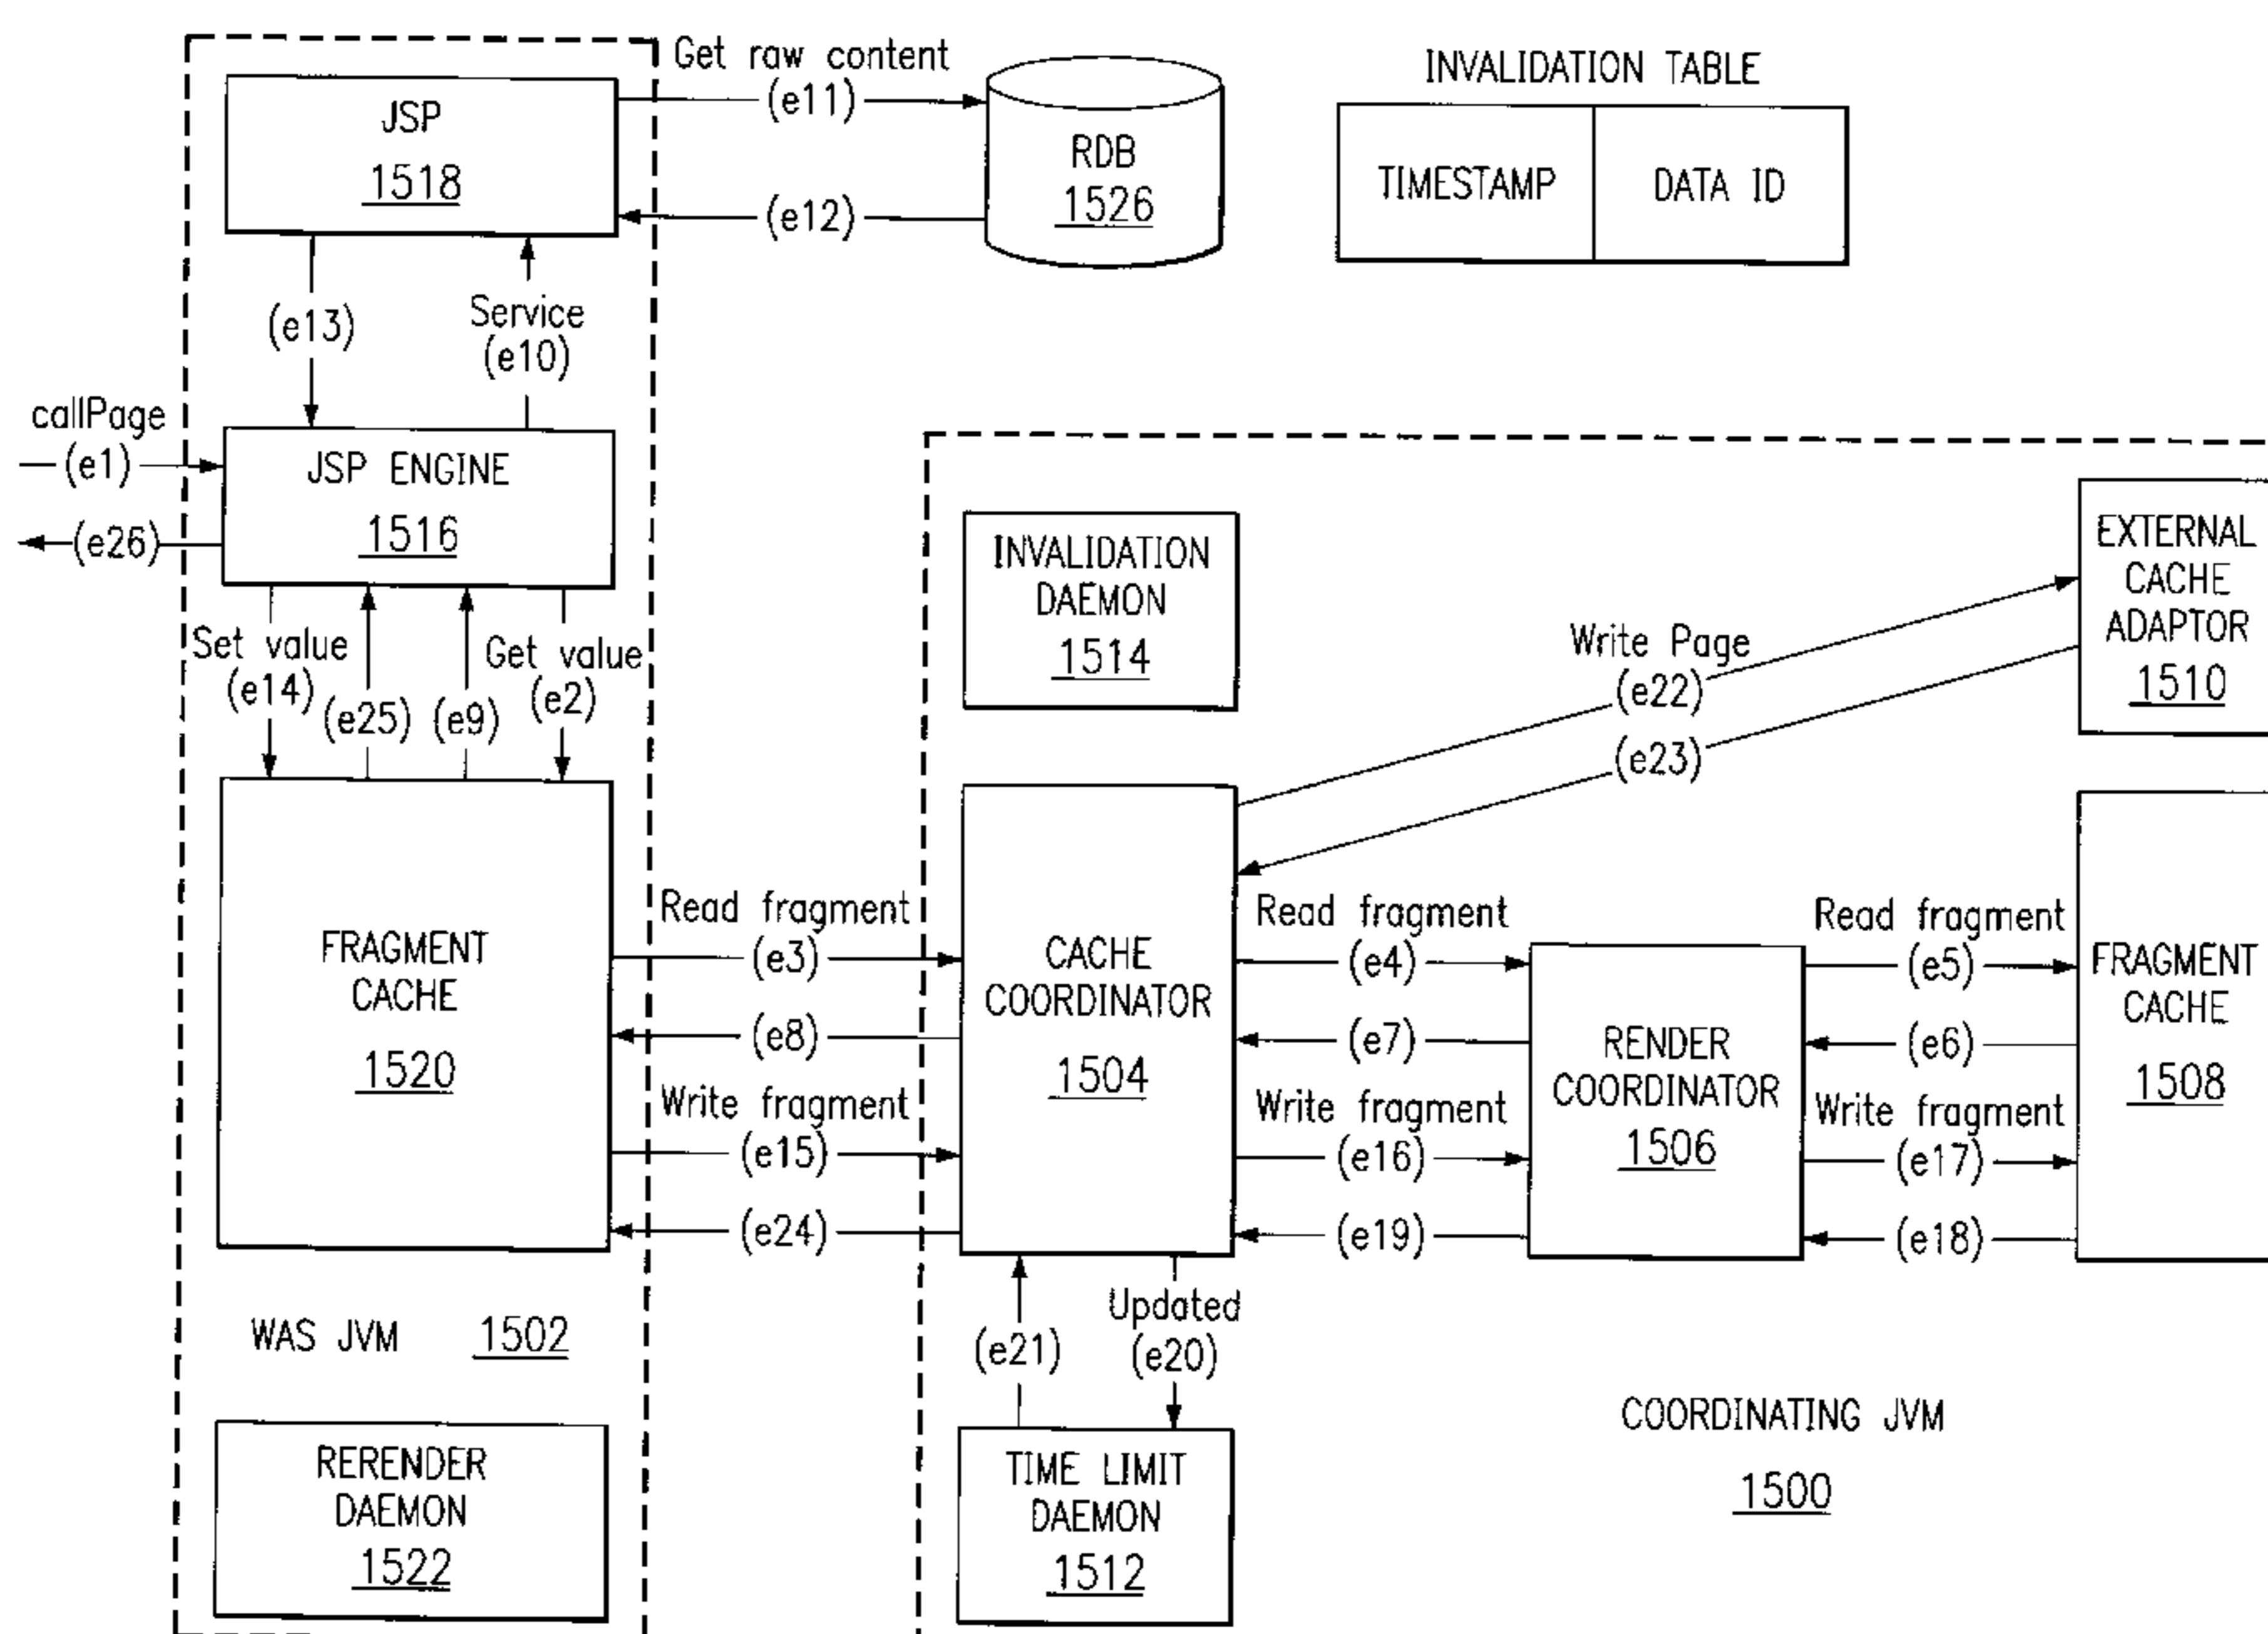 Get raw content
(e11)
(e12)
JSP
1518
RDB
1526
INVALIDATION TABLE
TIMESTAMP
DATA ID
(e13)
Service
(e10)
callPage
(e1)
(e26)
JSP ENGINE
1516
Set value
(e14)
(e25)
(e9)
Get value
(e2)
FRAGMENT
CACHE
1520
WAS JVM 1502
RERENDER
DAEMON
1522
Read fragment
(e3)
(e8)
Write fragment
(e15)
(e24)
INVALIDATION
DAEMON
1514
CACHE
COORDINATOR
1504
(e21)
Updated
(e20)
TIME LIMIT
DAEMON
1512
Write Page
(e22)
(e23)
EXTERNAL
CACHE
ADAPTOR
1510
Read fragment
(e4)
(e7)
Write fragment
(e16)
(e19)
RENDER
COORDINATOR
1506
Read fragment
(e5)
(e6)
Write fragment
(e17)
(e18)
FRAGMENT
CACHE
1508
COORDINATING JVM
1500